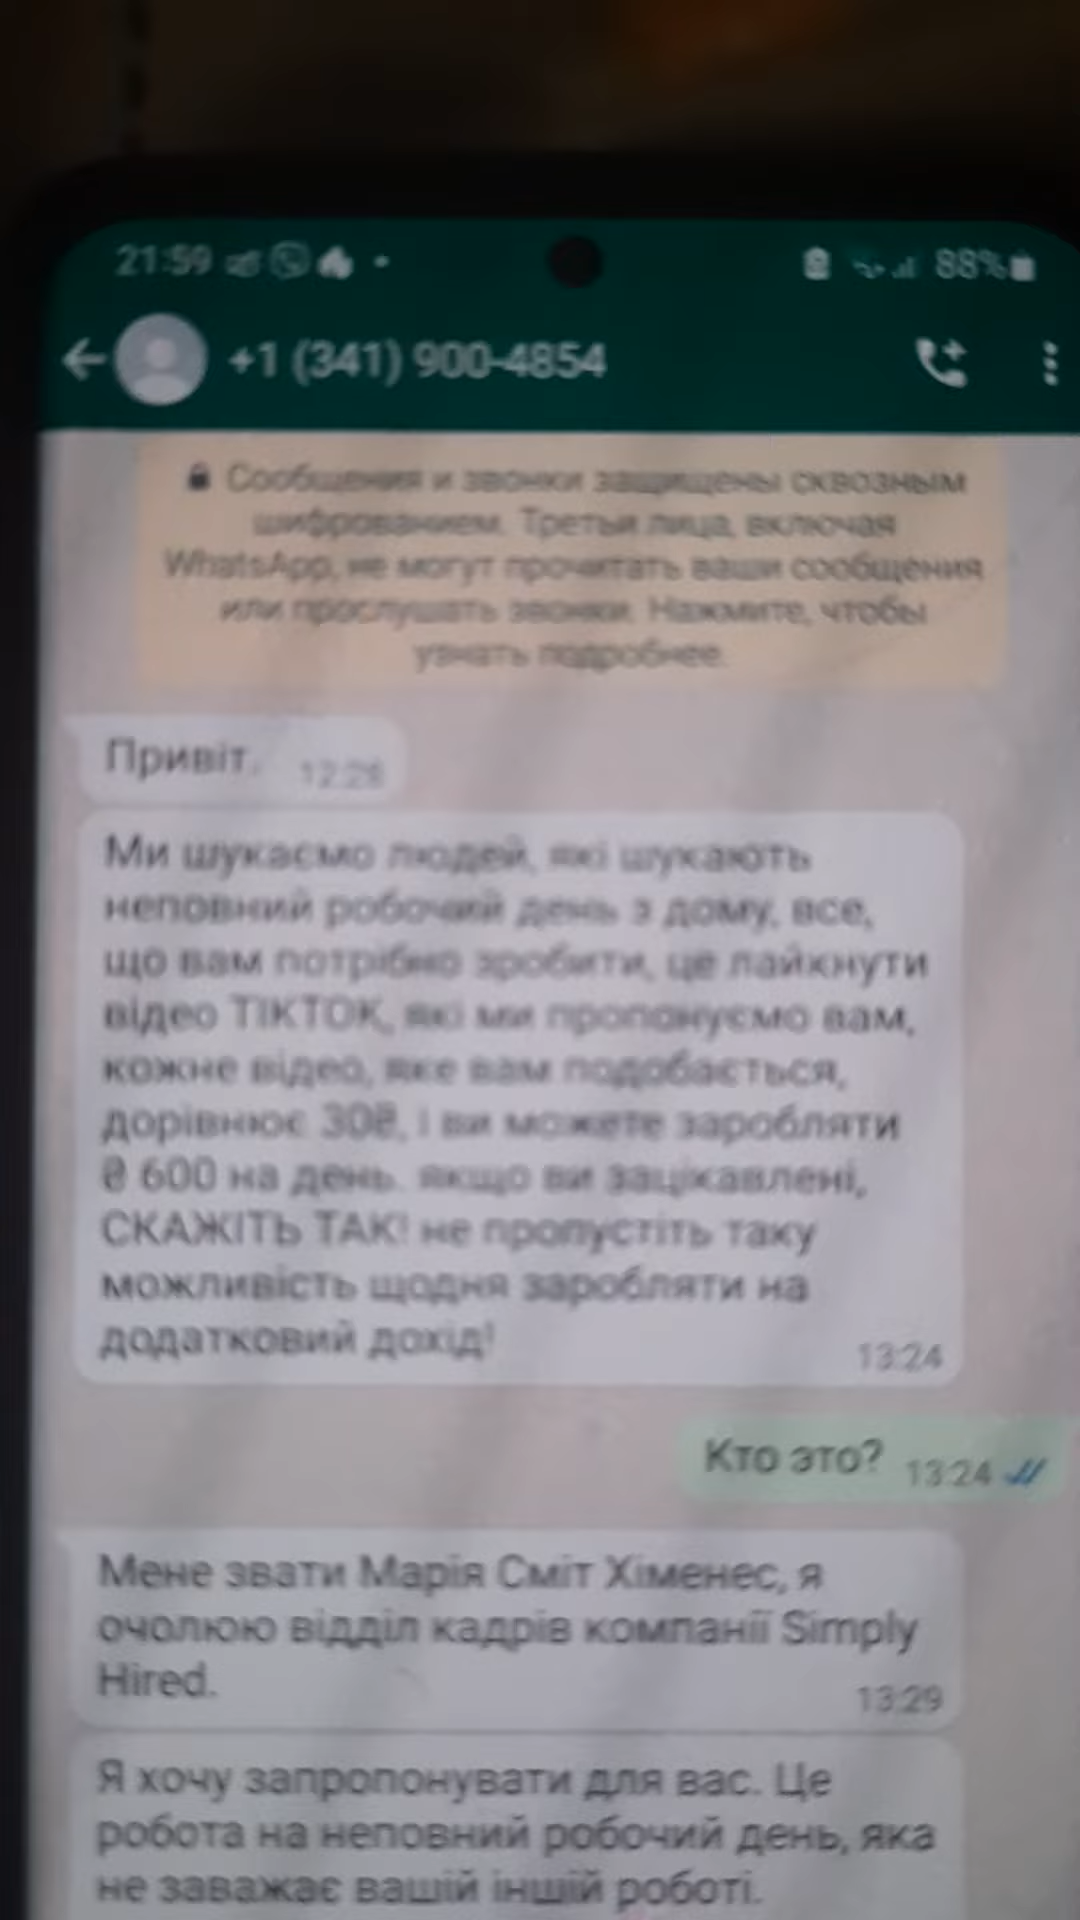 21:59
88%
+1 (341) 900-4854
Сообщения и звонки защищены сквозным
шифрованием. Третьи лица, включая
WhatsApp, не могут прочитать ваши сообщения
или прослушать звонки. Нажмите, чтобы
узнать подробнее.
Привіт. 12:28
Ми шукаємо людей, які шукають
неповний робочий день з дому, все,
що вам потрібно зробити, це лайкнути
відео TIKTOK, які ми пропонуємо вам,
кожне відео, яке вам подобається,
дорівнює 30₴, і ви можете заробляти
₴ 600 на день. якщо ви зацікавлені,
СКАЖІТЬ ТАК! не пропустіть таку
можливість щодня заробляти на
додатковий дохід!
13:24
Кто это? 13:24
Мене звати Марія Сміт Хіменес, я
очолюю відділ кадрів компанії Simply
Hired.
13:29
Я хочу запропонувати для вас. Це
робота на неповний робочий день, яка
не заважає вашій іншій роботі.